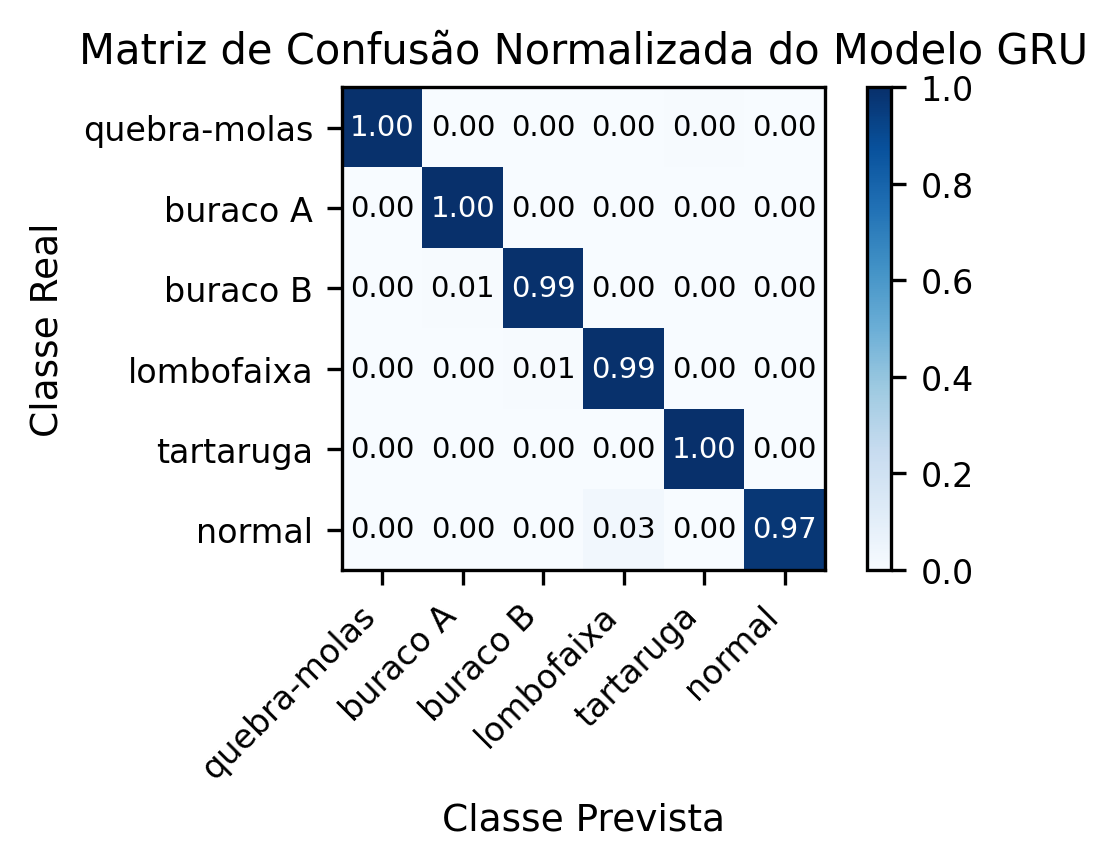 Matriz de Confusão Normalizada do Modelo GRU
Classe Real
quebra-molas 1.00 0.00 0.00 0.00 0.00 0.00
buraco A 0.00 1.00 0.00 0.00 0.00 0.00
buraco B 0.00 0.01 0.99 0.00 0.00 0.00
lombofaixa 0.00 0.00 0.01 0.99 0.00 0.00
tartaruga 0.00 0.00 0.00 0.00 1.00 0.00
normal 0.00 0.00 0.00 0.03 0.00 0.97
quebra-molas
buraco A
buraco B
lombofaixa
tartaruga
normal
Classe Prevista
1.0
0.8
0.6
0.4
0.2
0.0